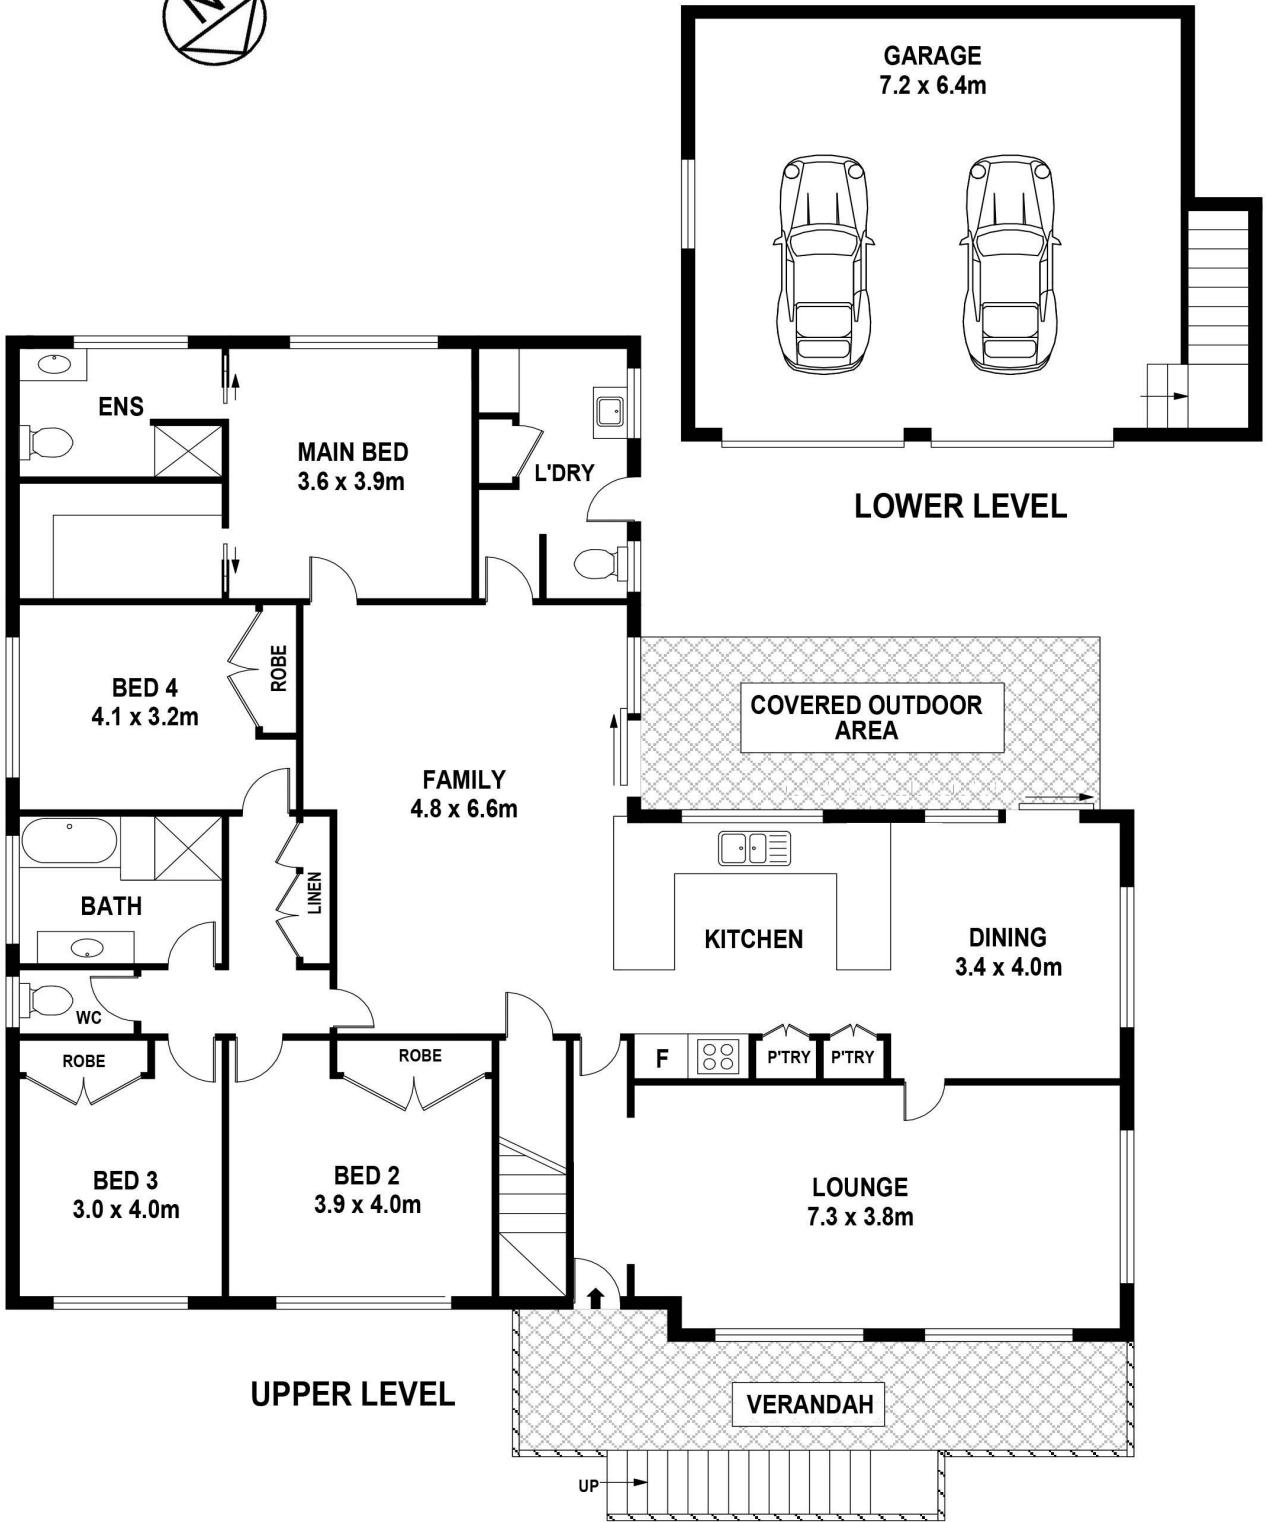 N
GARAGE
7.2 x 6.4m
LOWER LEVEL
ENS
MAIN BED
3.6 x 3.9m
L'DRY
BED 4
4.1 x 3.2m
ROBE
COVERED OUTDOOR
AREA
FAMILY
4.8 x 6.6m
BATH
LINEN
KITCHEN
DINING
3.4 x 4.0m
WC
ROBE
ROBE
F
P'TRY
P'TRY
BED 3
3.0 x 4.0m
BED 2
3.9 x 4.0m
LOUNGE
7.3 x 3.8m
UPPER LEVEL
VERANDAH
UP